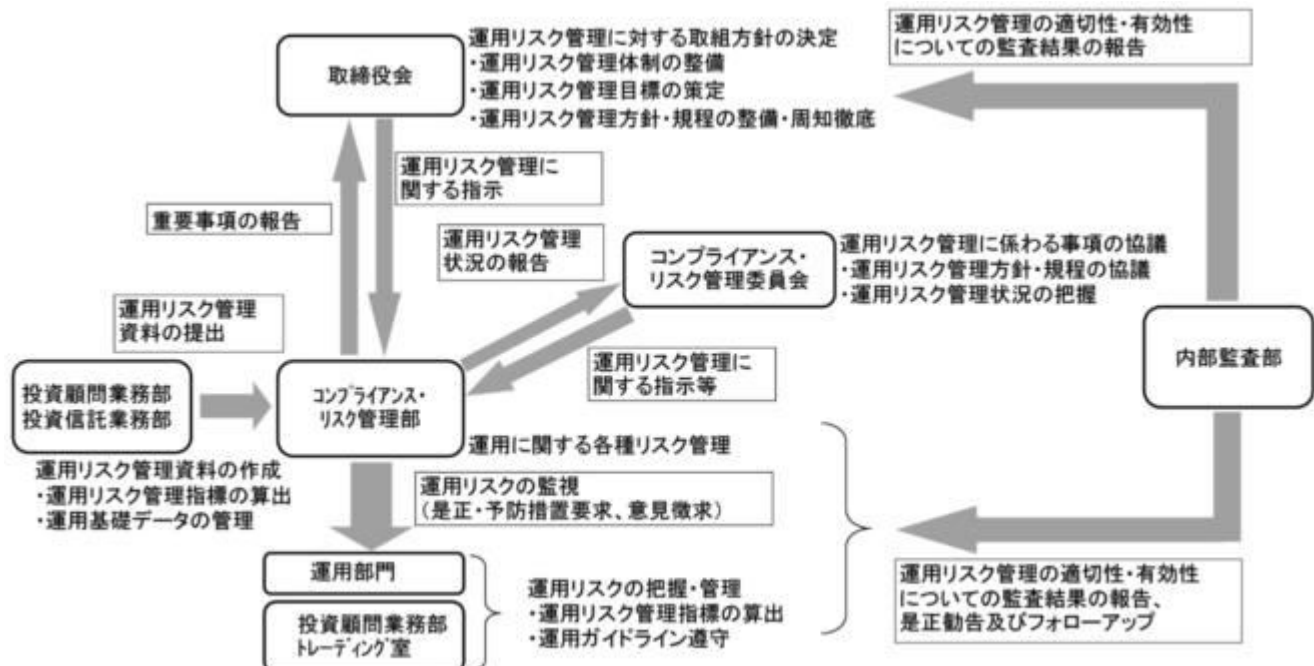 取締役会
運用リスク管理に対する取組方針の決定
・運用リスク管理体制の整備
・運用リスク管理目標の策定
・運用リスク管理方針・規程の整備・周知徹底
運用リスク管理の適切性・有効性
についての監査結果の報告
運用リスク管理に
関する指示
重要事項の報告
運用リスク管理
状況の報告
コンプライアンス・
リスク管理委員会
運用リスク管理に係わる事項の協議
・運用リスク管理方針・規程の協議
・運用リスク管理状況の把握
運用リスク管理
資料の提出
運用リスク管理に
関する指示等
内部監査部
投資顧問業務部
投資信託業務部
コンプライアンス・
リスク管理部
運用に関する各種リスク管理
運用リスク管理資料の作成
・運用リスク管理指標の算出
・運用基礎データの管理
運用リスクの監視
（是正・予防措置要求、意見徴求）
運用部門
投資顧問業務部
トレーディング室
運用リスクの把握・管理
・運用リスク管理指標の算出
・運用ガイドライン遵守
運用リスク管理の適切性・有効性
についての監査結果の報告、
是正勧告及びフォローアップ